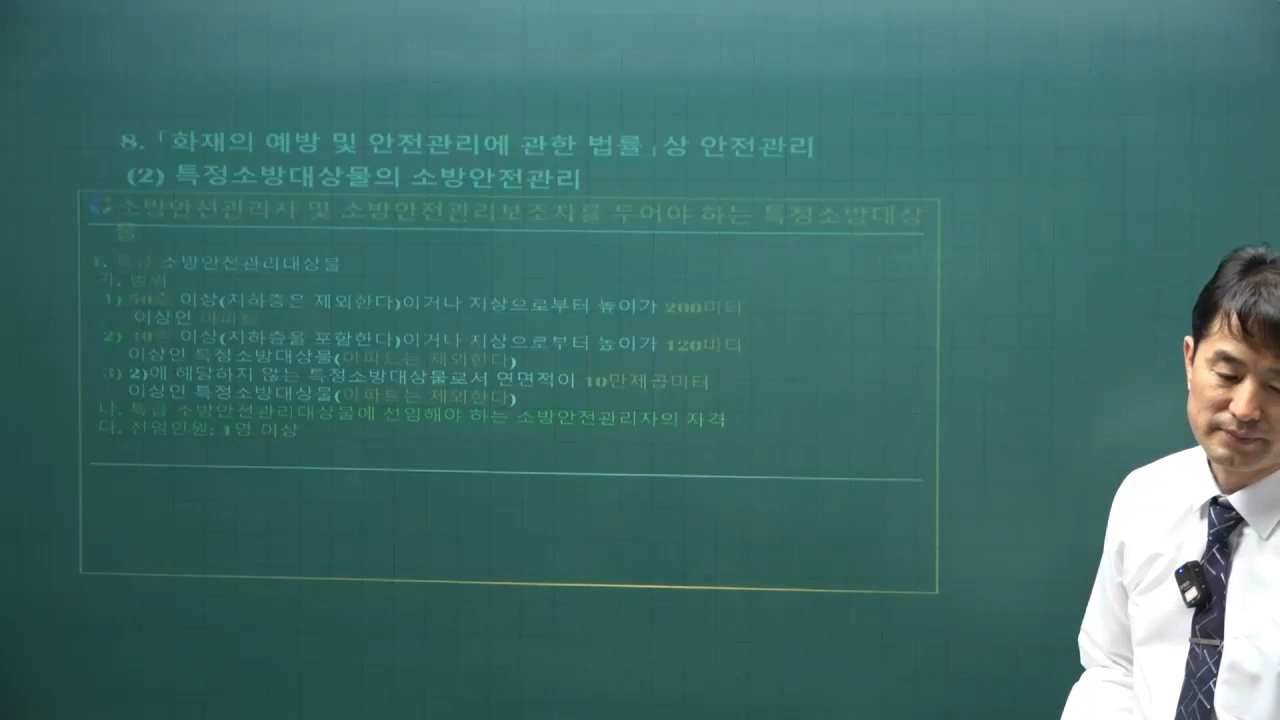 8. 「화재의 예방 및 안전관리에 관한 법률」상 안전관리
(2) 특정소방대상물의 소방안전관리
소방안전관리자 및 소방안전관리보조자를 두어야 하는 특정소방대상
물
1. 특급 소방안전관리대상물
가. 범위
1) 50층 이상(지하층은 제외한다)이거나 지상으로부터 높이가 200미터
이상인 아파트
2) 30층 이상(지하층을 포함한다)이거나 지상으로부터 높이가 120미터
이상인 특정소방대상물(아파트는 제외한다)
3) 2)에 해당하지 않는 특정소방대상물로서 연면적이 10만제곱미터
이상인 특정소방대상물(아파트는 제외한다)
나. 특급 소방안전관리대상물에 선임해야 하는 소방안전관리자의 자격
다. 선임인원: 1명 이상